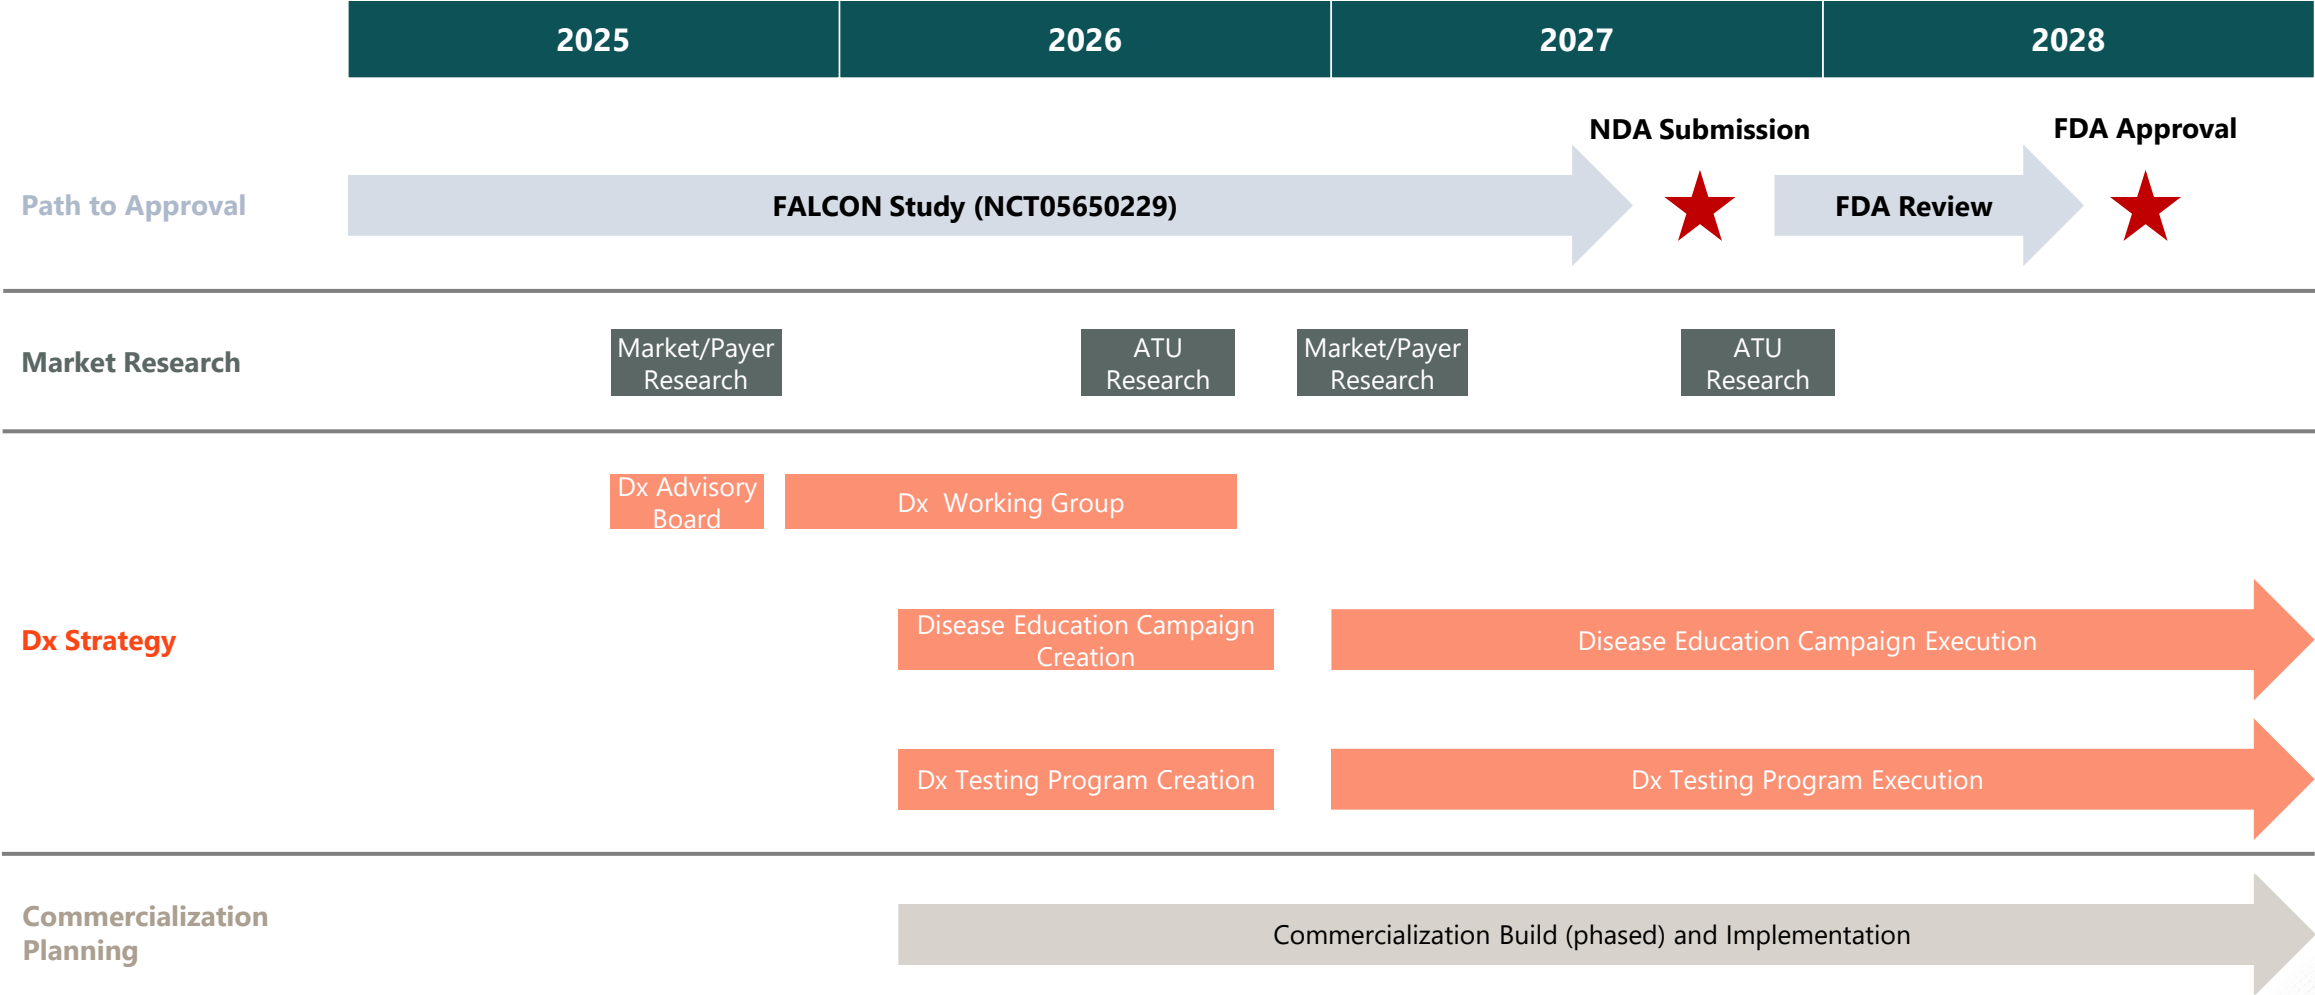 2025
2026
2027
2028
NDA Submission
FDA Approval
Path to Approval
FALCON Study (NCT05650229)
FDA Review
Market Research
Market/Payer
Research
ATU
Research
Market/Payer
Research
ATU
Research
Dx Advisory
Board
Dx  Working Group
Dx Strategy
Disease Education Campaign
Creation
Disease Education Campaign Execution
Dx Testing Program Creation
Dx Testing Program Execution
Commercialization
Planning
Commercialization Build (phased) and Implementation